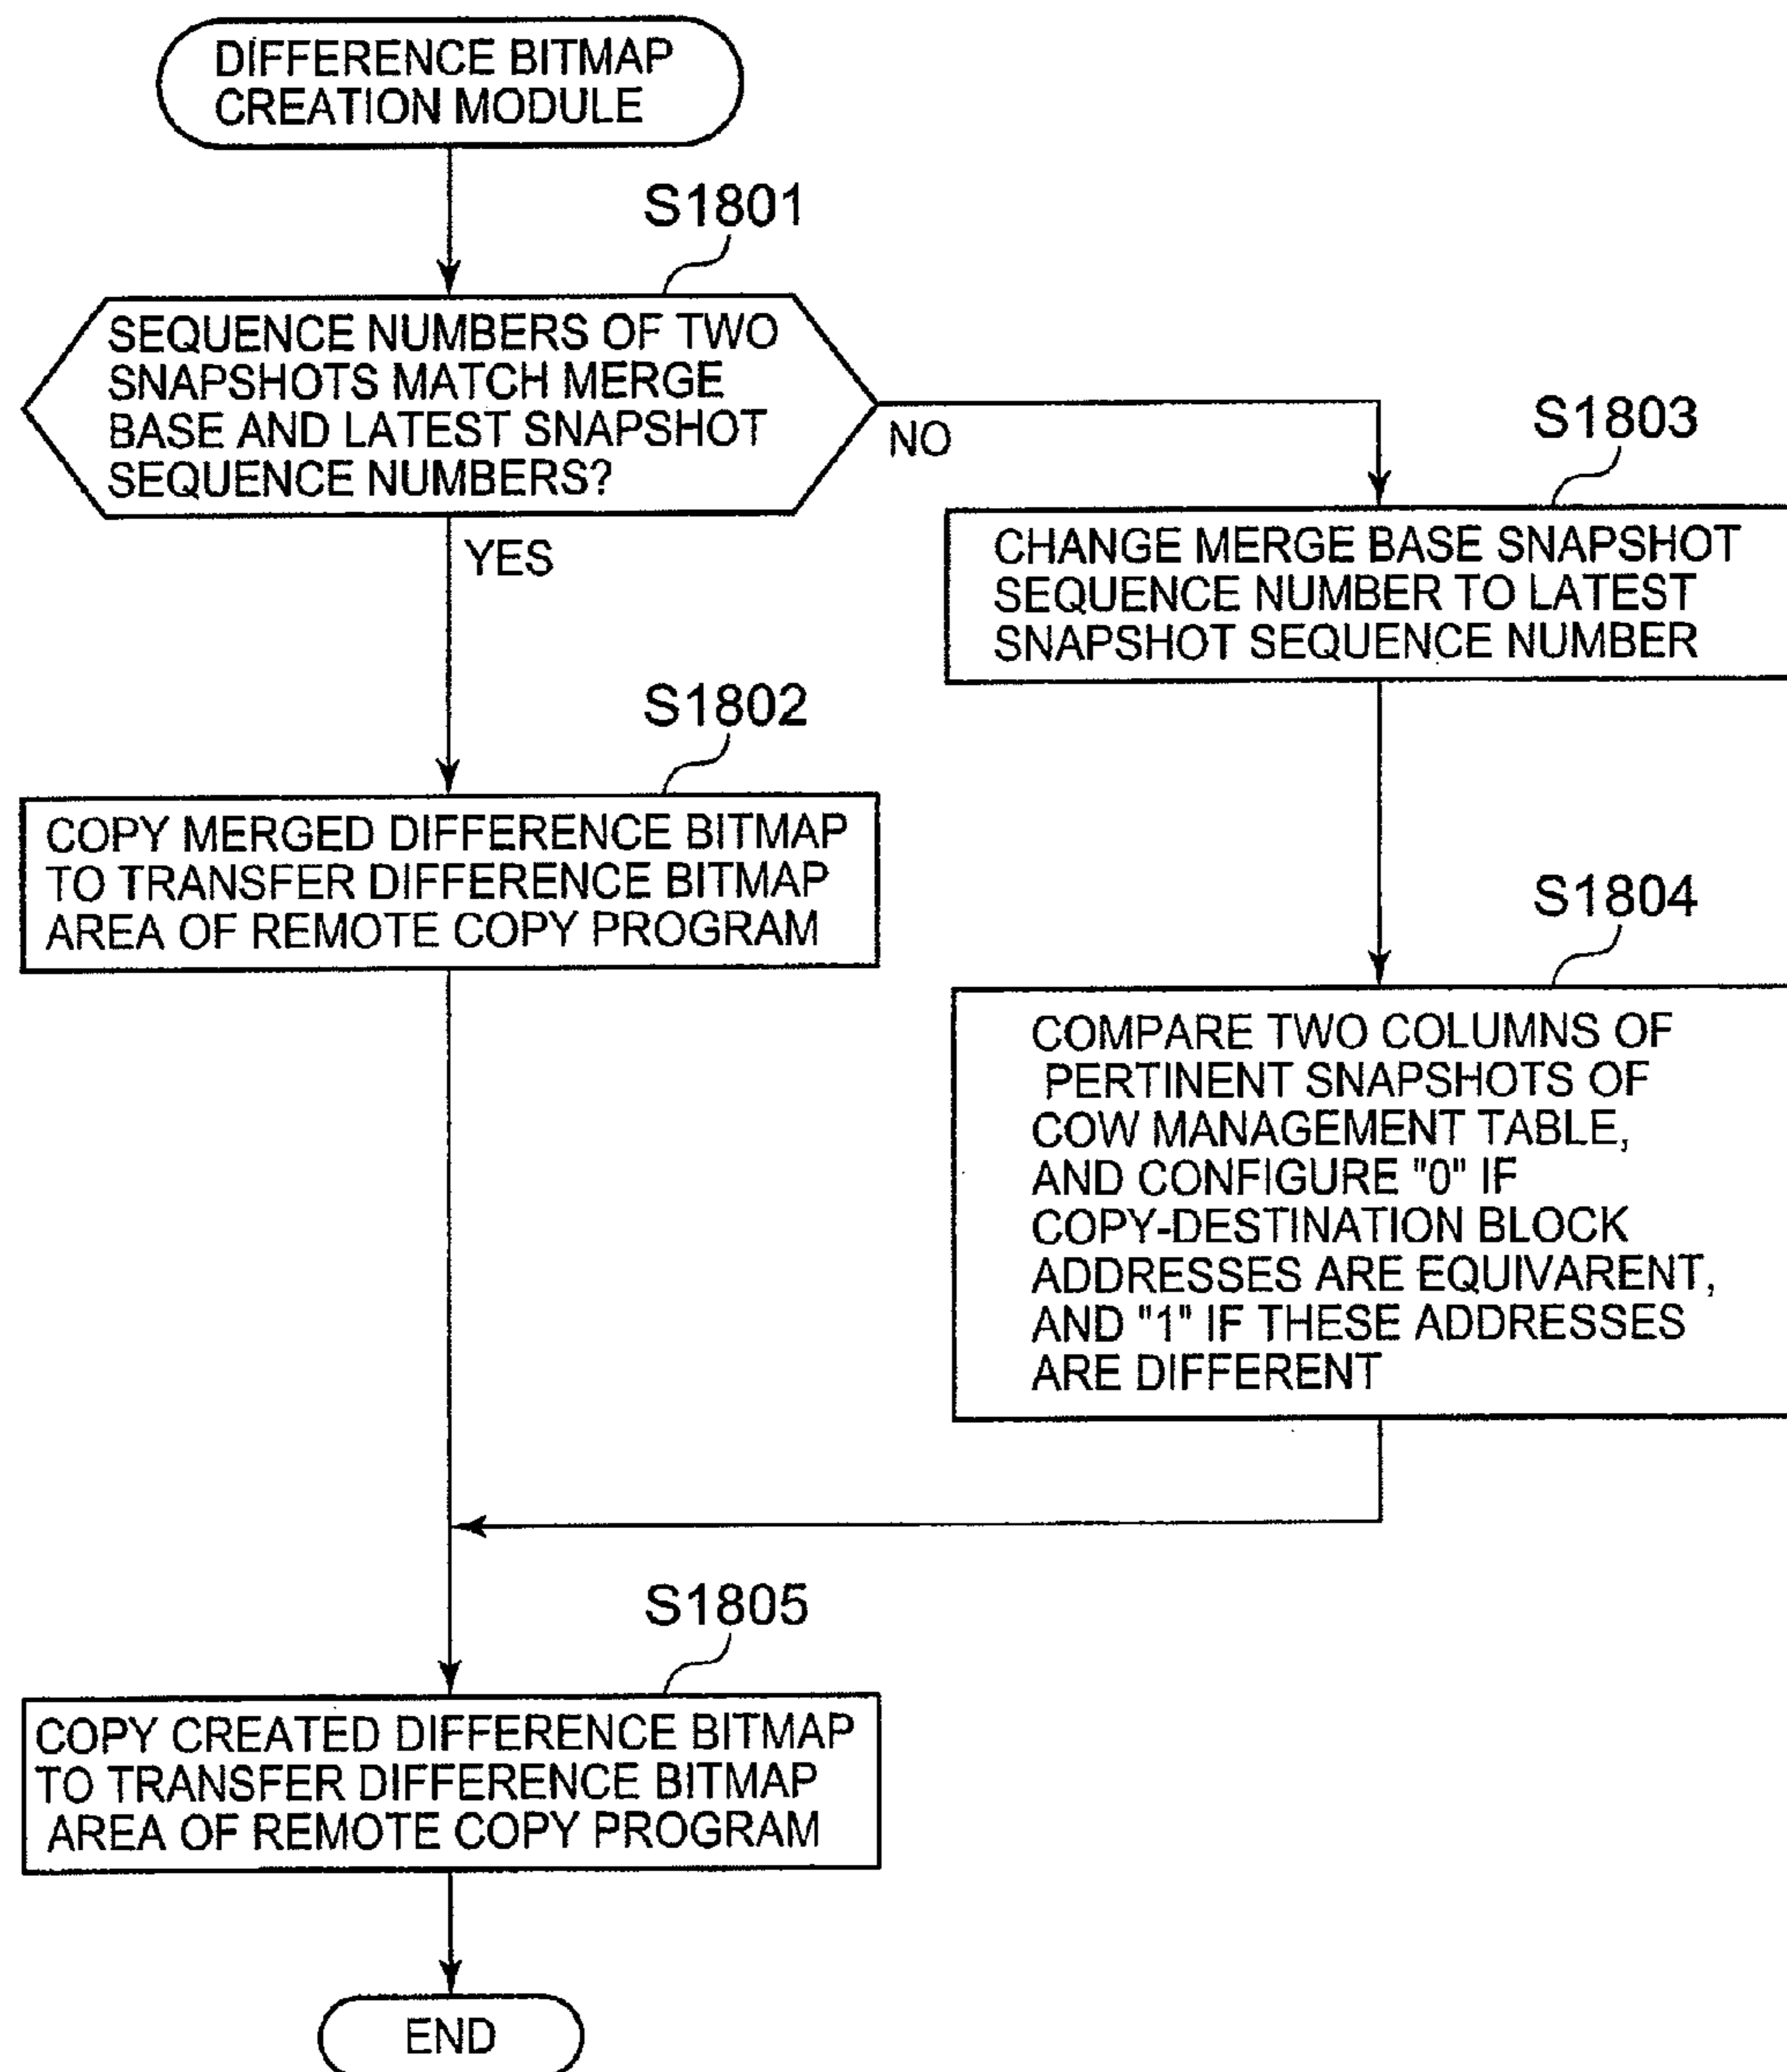 DIFFERENCE BITMAP
CREATION MODULE
S1801
SEQUENCE NUMBERS OF TWO
SNAPSHOTS MATCH MERGE
BASE AND LATEST SNAPSHOT
SEQUENCE NUMBERS?
NO
YES
S1803
CHANGE MERGE BASE SNAPSHOT
SEQUENCE NUMBER TO LATEST
SNAPSHOT SEQUENCE NUMBER
S1802
COPY MERGED DIFFERENCE BITMAP
TO TRANSFER DIFFERENCE BITMAP
AREA OF REMOTE COPY PROGRAM
S1804
COMPARE TWO COLUMNS OF
PERTINENT SNAPSHOTS OF
COW MANAGEMENT TABLE,
AND CONFIGURE "0" IF
COPY-DESTINATION BLOCK
ADDRESSES ARE EQUIVARENT,
AND "1" IF THESE ADDRESSES
ARE DIFFERENT
S1805
COPY CREATED DIFFERENCE BITMAP
TO TRANSFER DIFFERENCE BITMAP
AREA OF REMOTE COPY PROGRAM
END